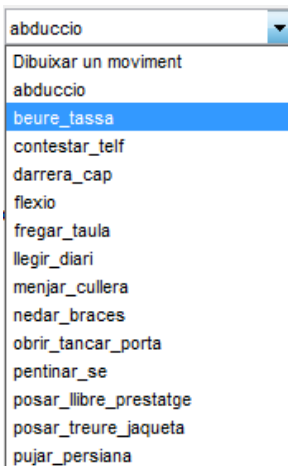 abduccio
Dibuixar un moviment
abduccio
beure_tassa
contestar_telf
darrera_cap
flexio
fregar_taula
llegir_diari
menjar_cullera
nedar_braces
obrir_tancar_porta
pentinar_se
posar_llibre_prestatge
posar_treure_jaqueta
pujar_persiana